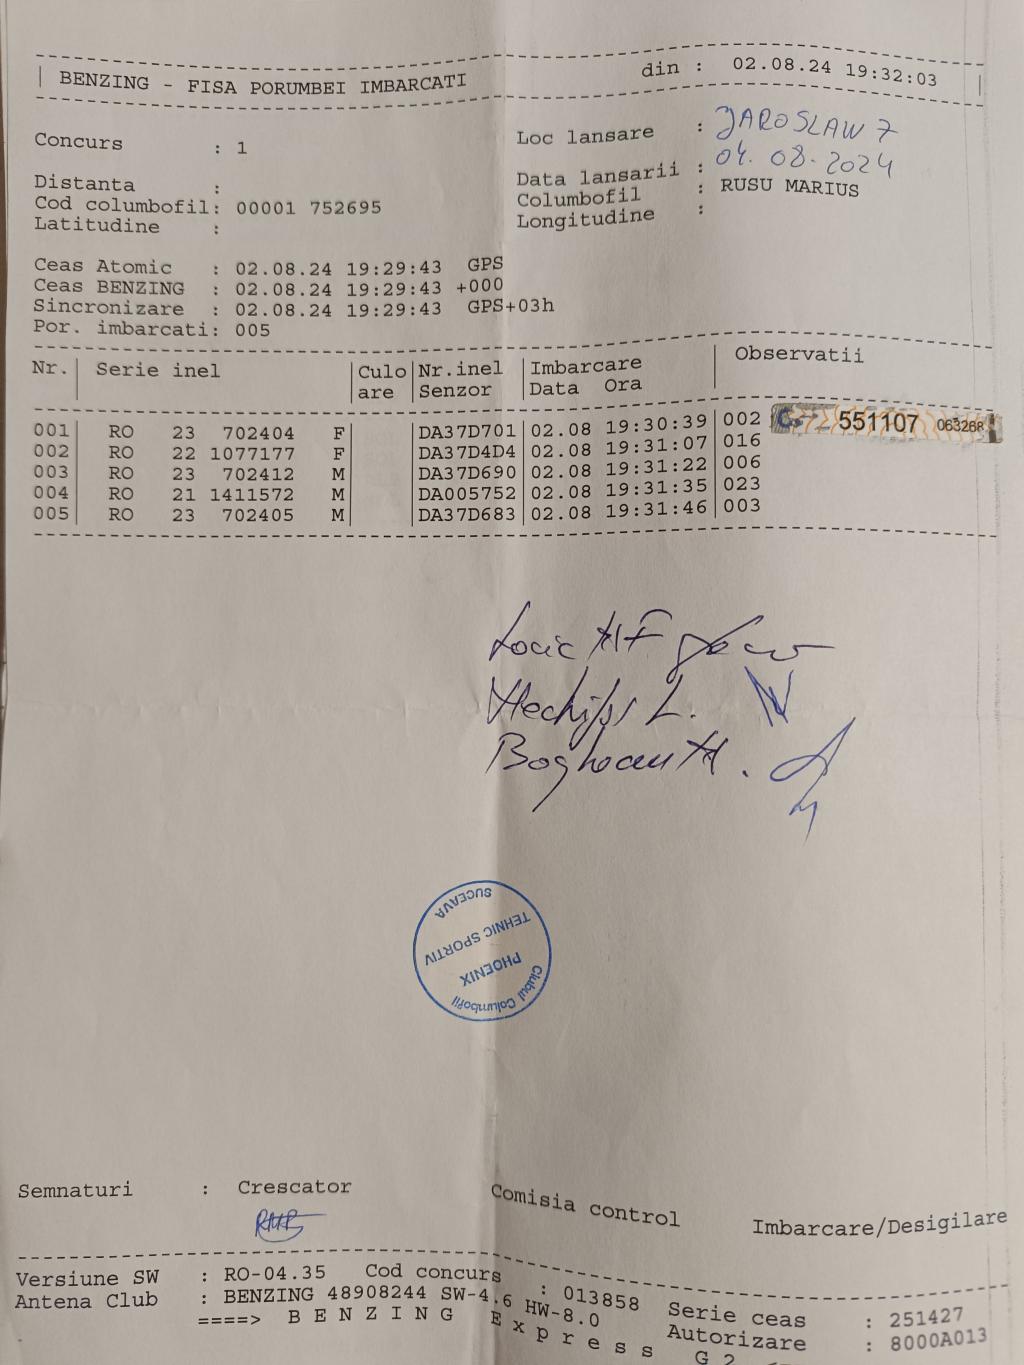 BENZING - FISA PORUMBEI IMBARCATI din : 02.08.24 19:32:03
Concurs : 1 Loc lansare : JAROSLAW 7
Distanta : Data lansarii : 04.08.2024
Cod columbofil: 00001 752695 Columbofil : RUSU MARIUS
Latitudine : Longitudine :
Ceas Atomic : 02.08.24 19:29:43 GPS
Ceas BENZING : 02.08.24 19:29:43 +000
Sincronizare : 02.08.24 19:29:43 GPS+03h
Por. imbarcati: 005
Nr. Serie inel Culo Nr.inel Imbarcare Observatii
are Senzor Data Ora
001 RO 23 702404 F DA37D701 02.08 19:30:39 002 551107 063268
002 RO 22 1077177 F DA37D4D4 02.08 19:31:07 016
003 RO 23 702412 M DA37D690 02.08 19:31:22 006
004 RO 21 1411572 M DA005752 02.08 19:31:35 023
005 RO 23 702405 M DA37D683 02.08 19:31:46 003
L.
SUCEAVA
TEHNIC SPORTIV
PHOENIX
Clubul Columbofil
Semnaturi : Crescator Comisia control Imbarcare/Desigilare
Versiune SW : RO-04.35 Cod concurs : 013858 Serie ceas : 251427
Antena Club : BENZING 48908244 SW-4.6 HW-8.0 Autorizare : 8000A013
====> B E N Z I N G E x p r e s s G 2